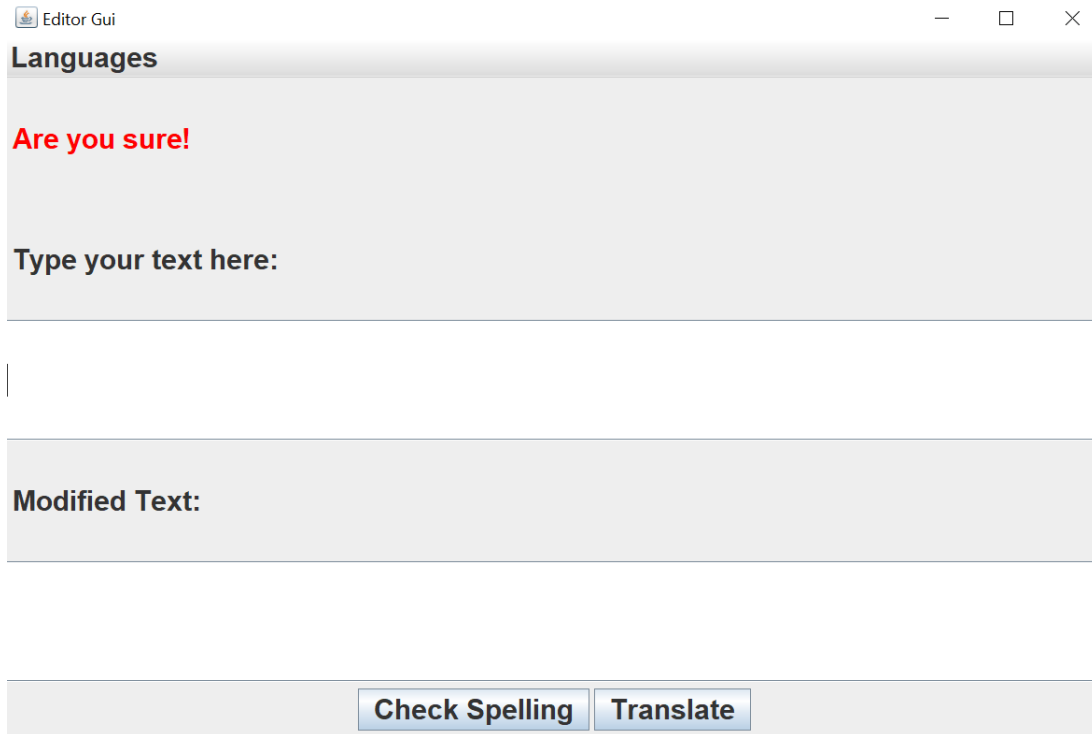 Editor Gui
Languages
Are you sure!
Type your text here:
Modified Text:
Check Spelling Translate